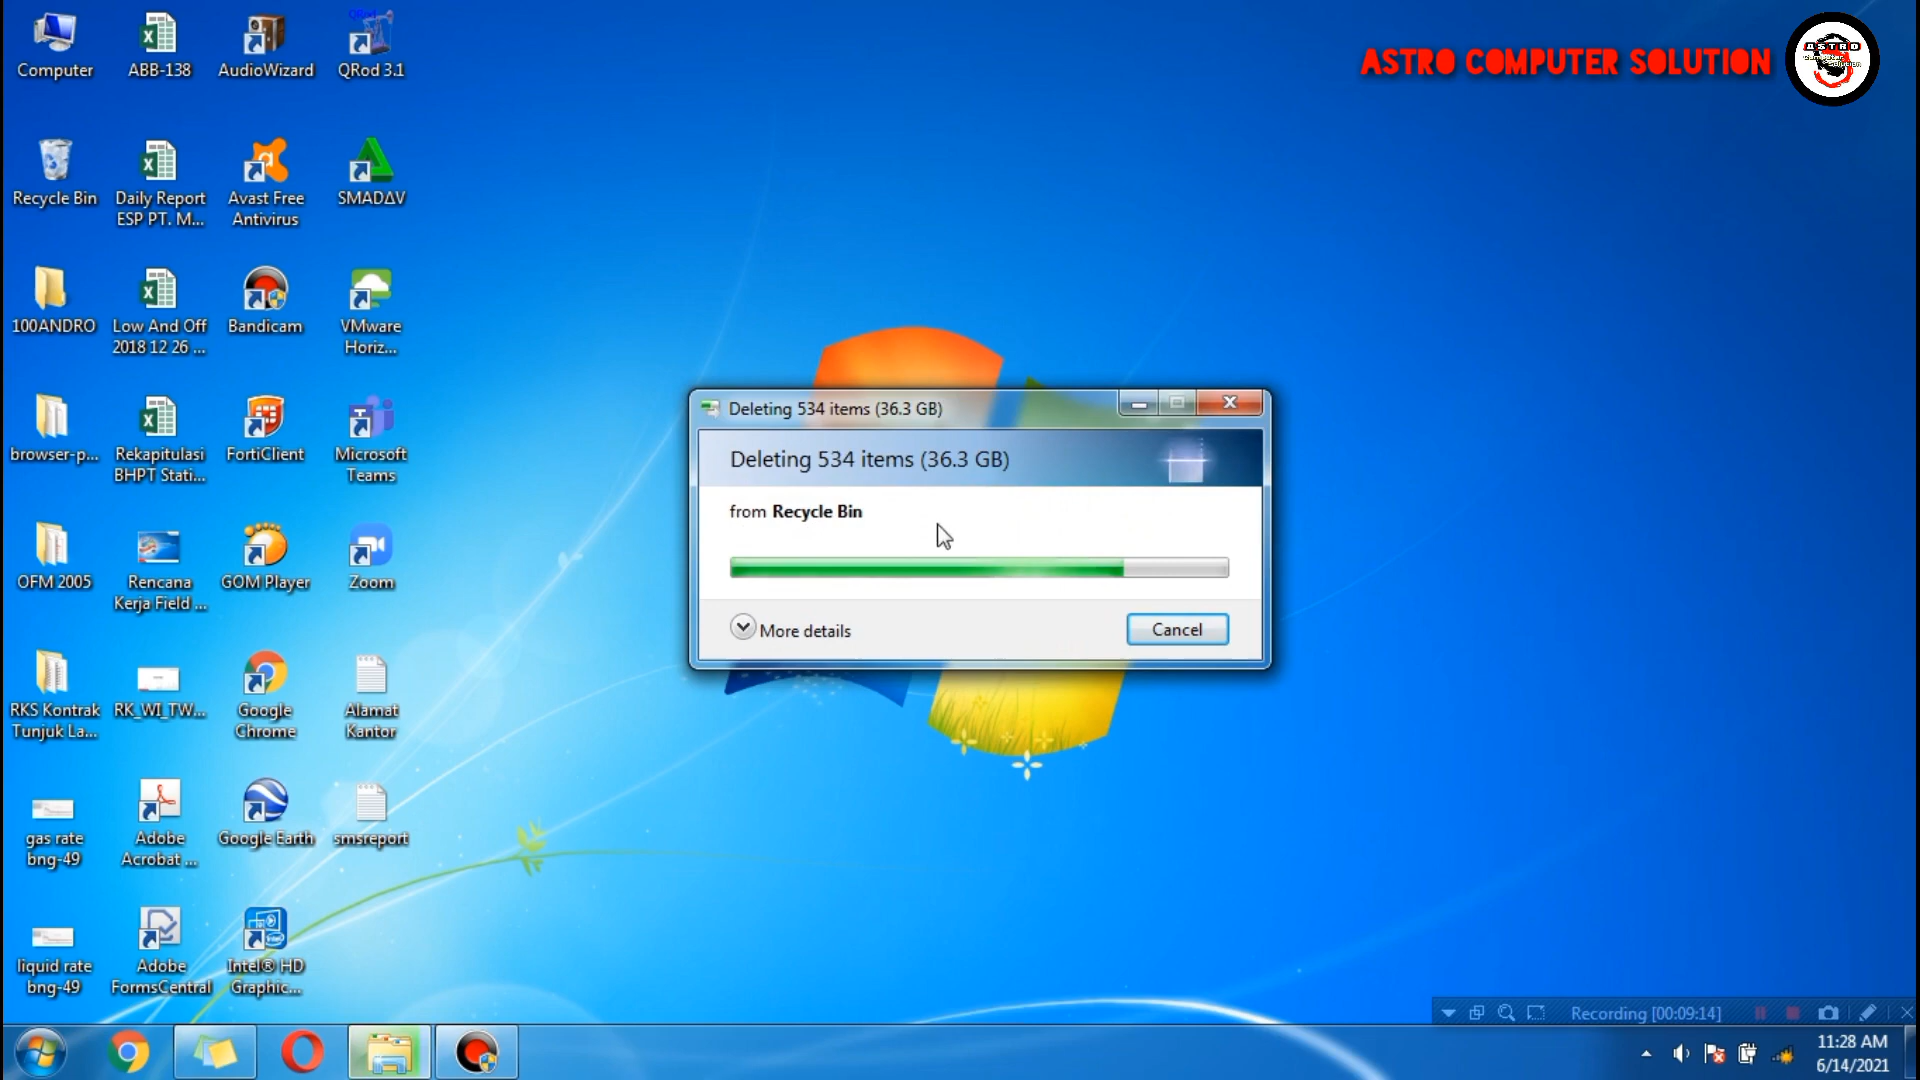 ASTRO COMPUTER SOLUTION
ASTRO
Computer
Solution
Computer
ABB-138
AudioWizard
QRod
QRod 3.1
Recycle Bin
Daily Report
ESP PT. M...
Avast Free
Antivirus
SMADΔV
100ANDRO
Low And Off
2018 12 26 ...
Bandicam
VMware
Horiz...
browser-p...
Rekapitulasi
BHPT Stati...
FortiClient
Microsoft
Teams
OFM 2005
Rencana
Kerja Field ...
GOM Player
Zoom
RKS Kontrak
Tunjuk La...
RK_WI_TW...
Google
Chrome
Alamat
Kantor
gas rate
bng-49
Adobe
Acrobat ...
Google Earth
smsreport
liquid rate
bng-49
Adobe
FormsCentral
Intel® HD
Graphic...
Deleting 534 items (36.3 GB)
Deleting 534 items (36.3 GB)
from Recycle Bin
More details
Cancel
Recording [00:09:14]
11:28 AM
6/14/2021